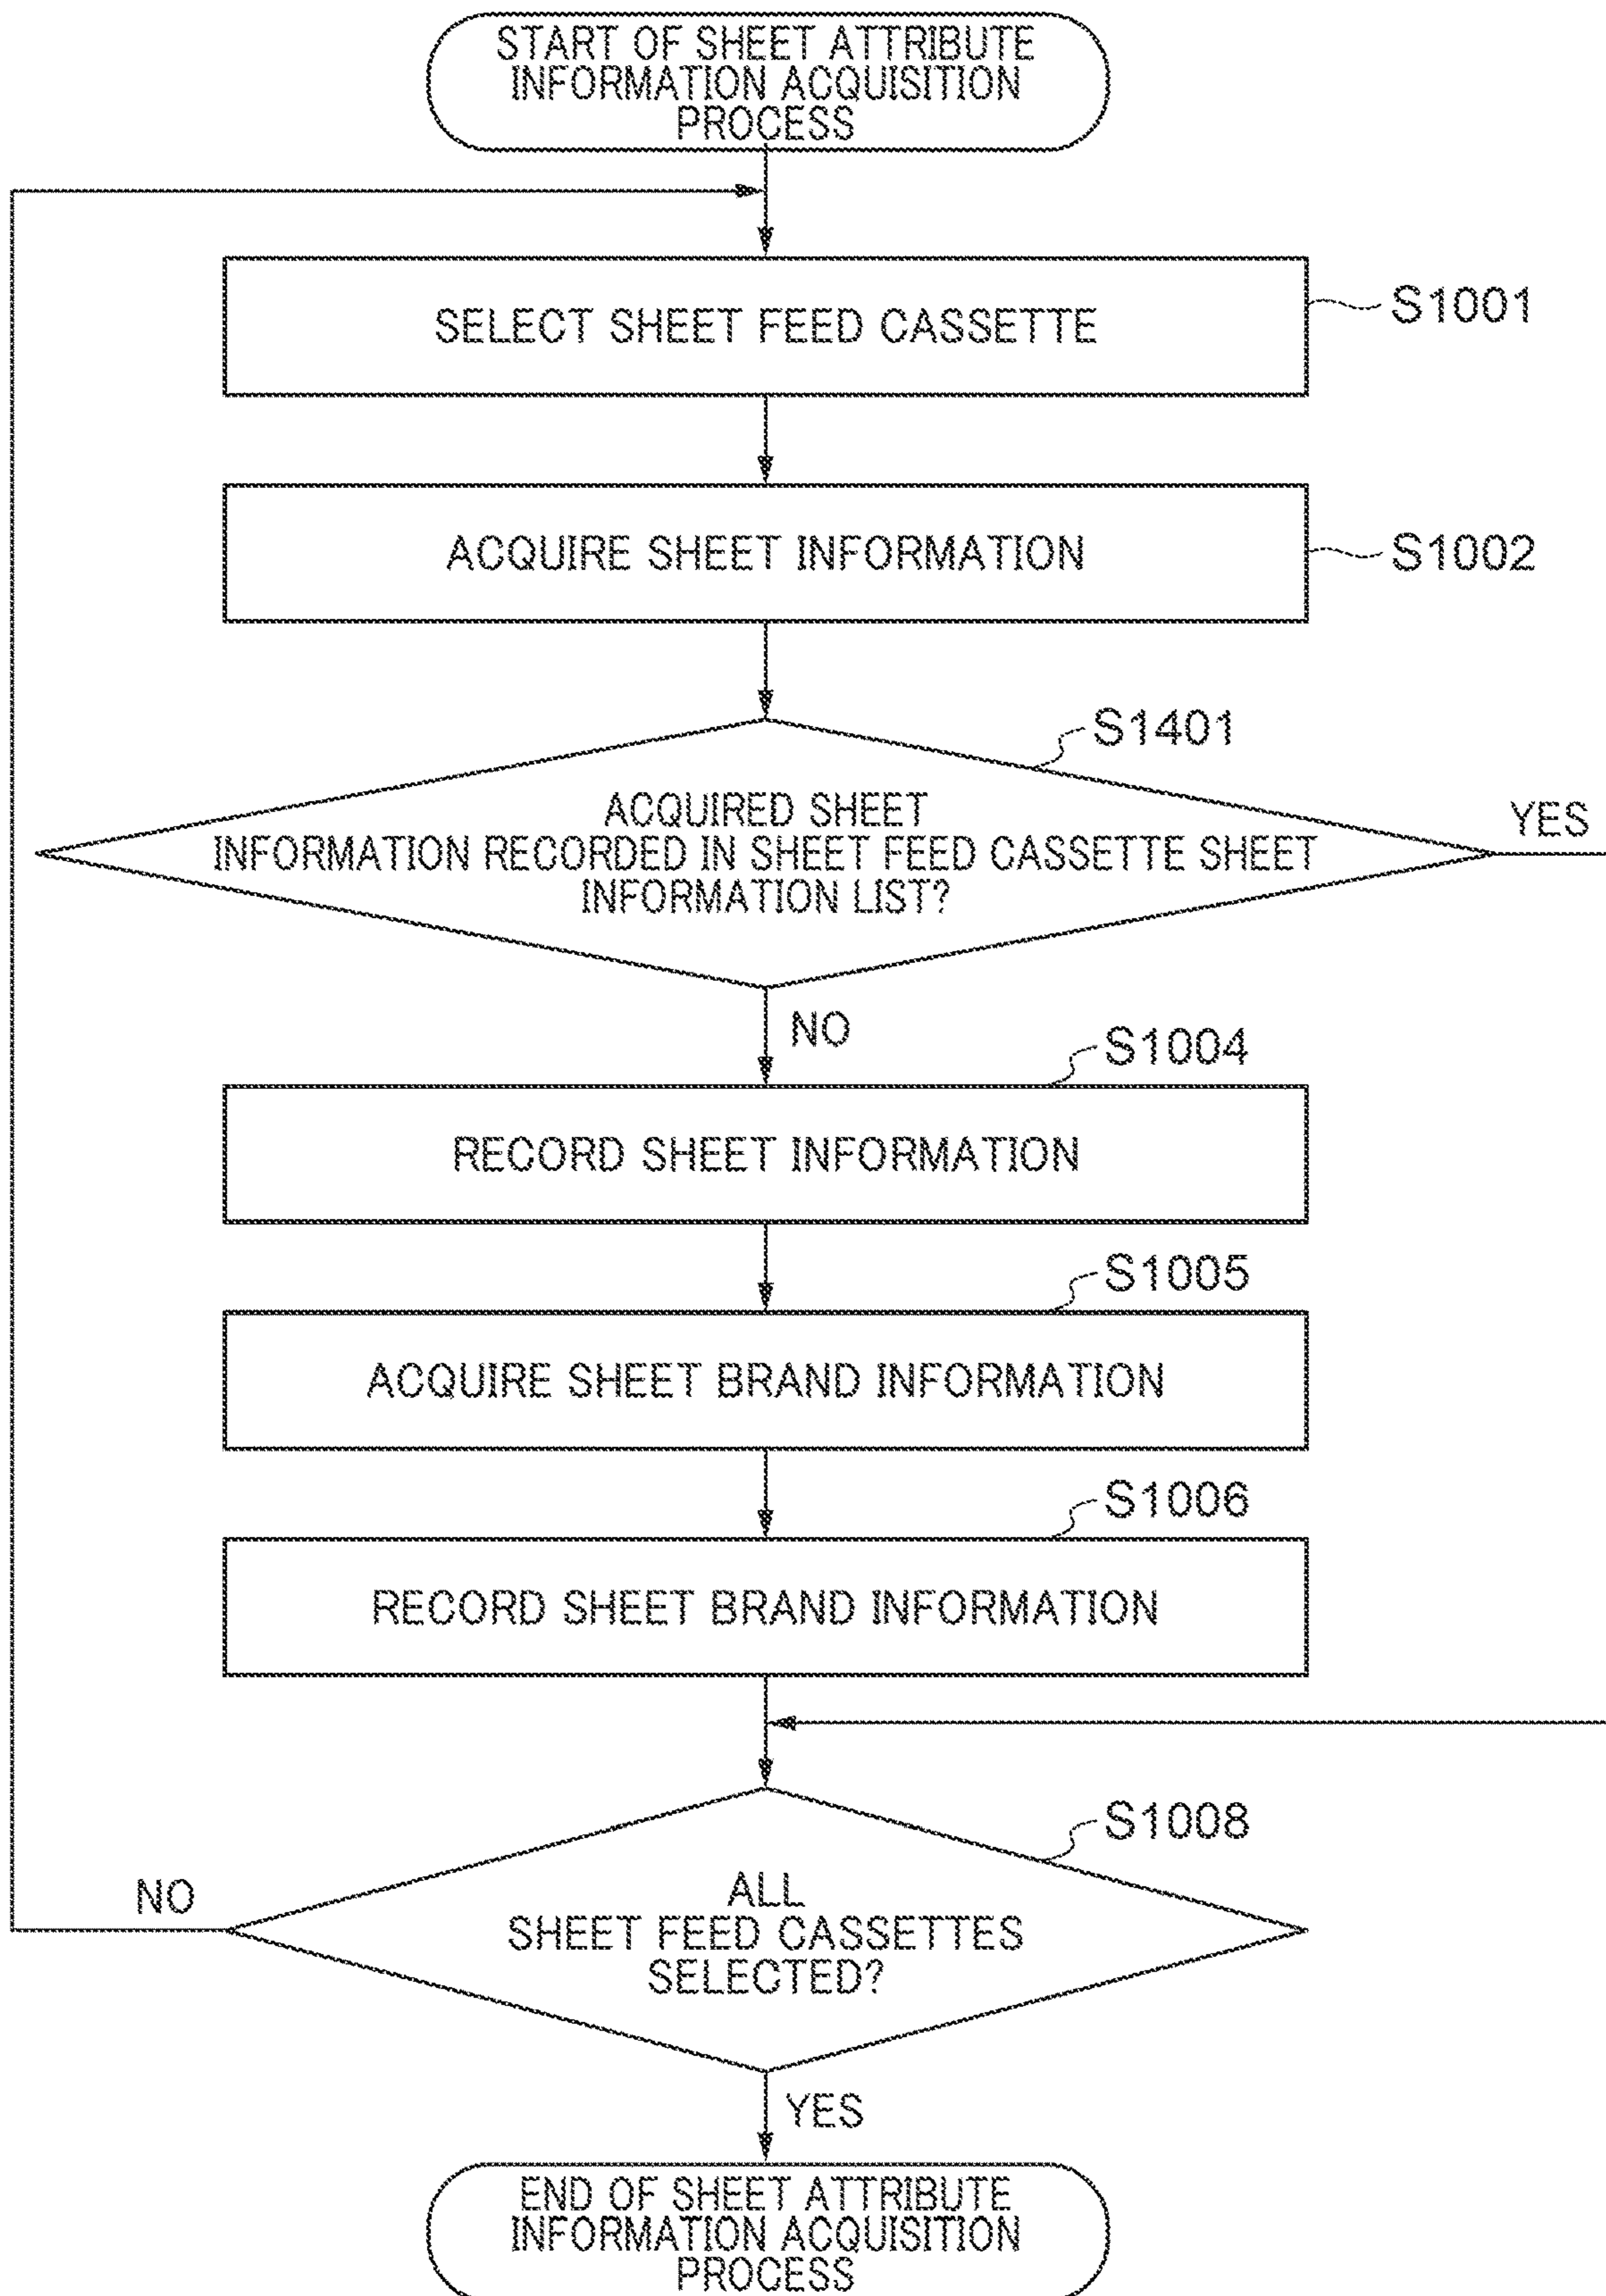 START OF SHEET ATTRIBUTE
INFORMATION ACQUISITION
PROCESS
SELECT SHEET FEED CASSETTE
S1001
ACQUIRE SHEET INFORMATION
S1002
S1401
ACQUIRED SHEET
INFORMATION RECORDED IN SHEET FEED CASSETTE SHEET
INFORMATION LIST?
YES
NO
S1004
RECORD SHEET INFORMATION
S1005
ACQUIRE SHEET BRAND INFORMATION
S1006
RECORD SHEET BRAND INFORMATION
S1008
ALL
SHEET FEED CASSETTES
SELECTED?
NO
YES
END OF SHEET ATTRIBUTE
INFORMATION ACQUISITION
PROCESS